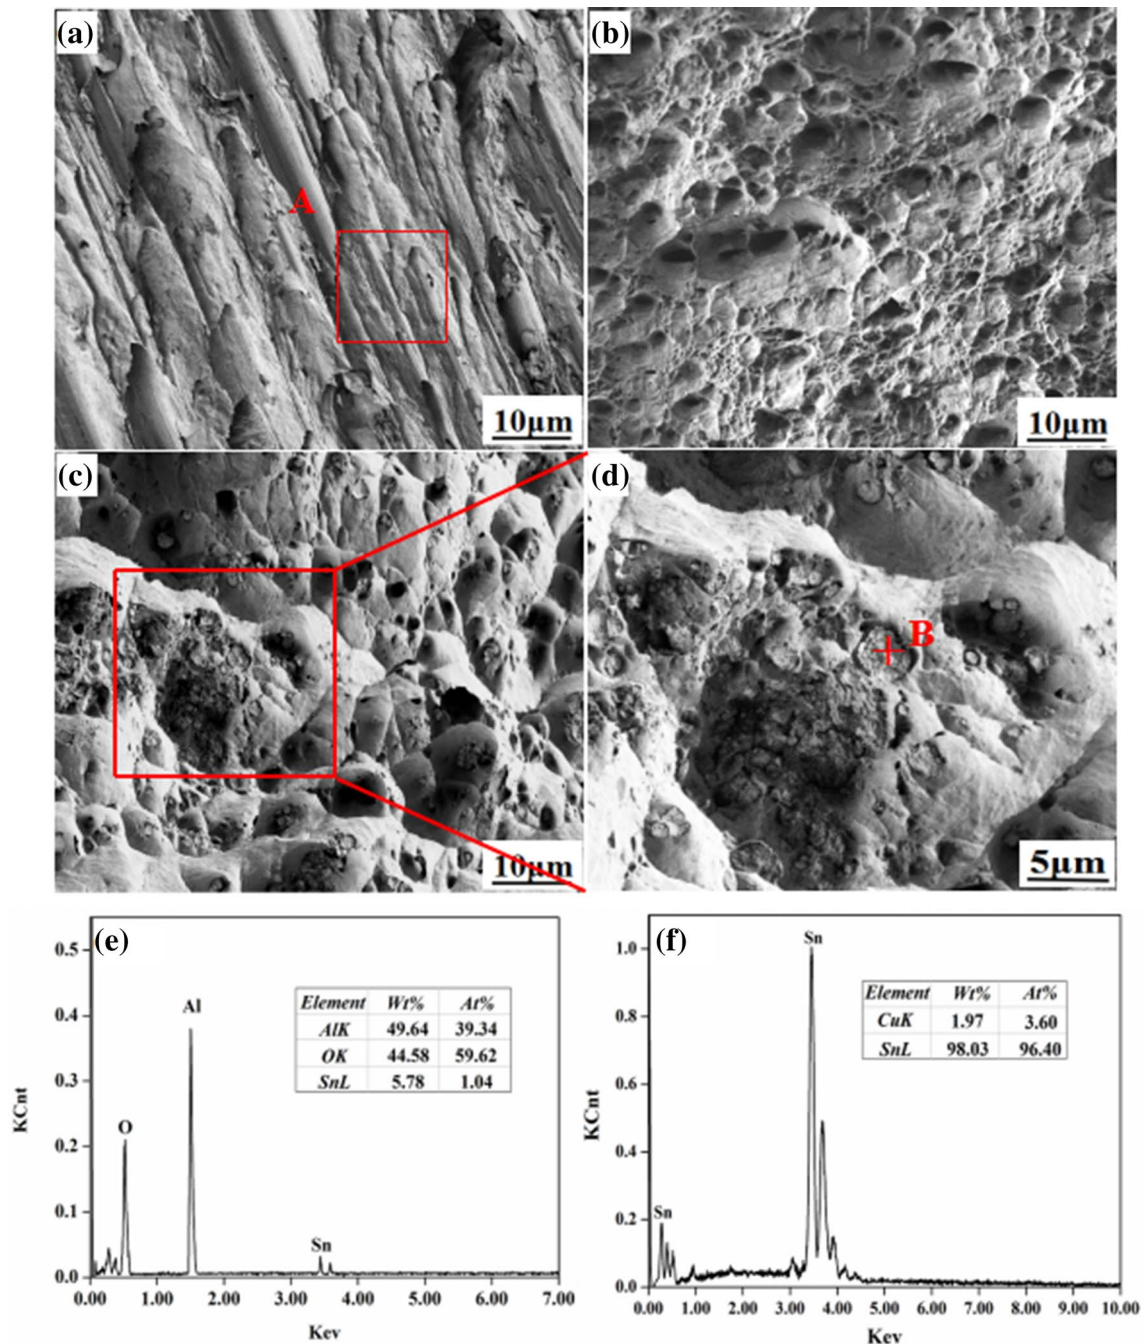 (a)
(b)
A
10μm
10μm
(c)
(d)
B
10μm
5μm
(e)
(f)
0.5
0.4
0.3
0.2
0.1
0.0
KCnt
O
Al
Sn
Element Wt% At%
AlK 49.64 39.34
OK 44.58 59.62
SnL 5.78 1.04
0.00 1.00 2.00 3.00 4.00 5.00 6.00 7.00
Kev
1.0
0.8
0.6
0.4
0.2
0.0
KCnt
Sn
Sn
Element Wt% At%
CuK 1.97 3.60
SnL 98.03 96.40
0.00 1.00 2.00 3.00 4.00 5.00 6.00 7.00 8.00 9.00 10.00
Kev